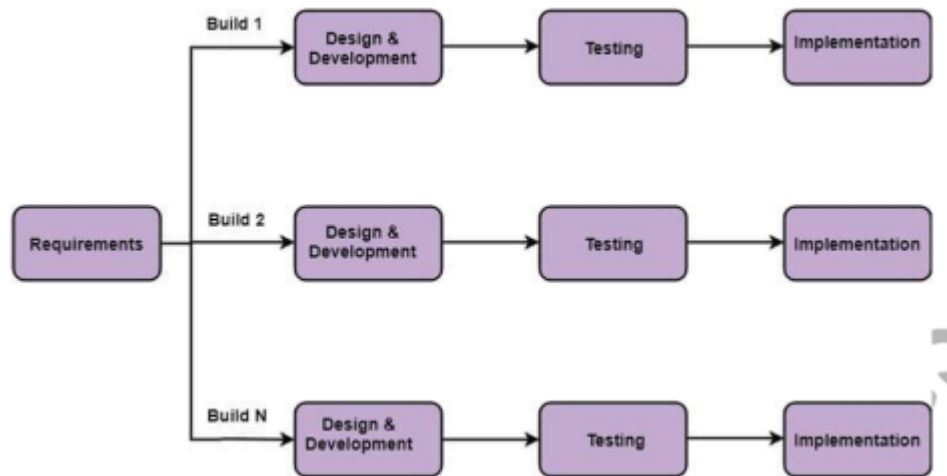 Build 1
Design &
Development
Testing
Implementation
Requirements
Build 2
Design &
Development
Testing
Implementation
Build N
Design &
Development
Testing
Implementation